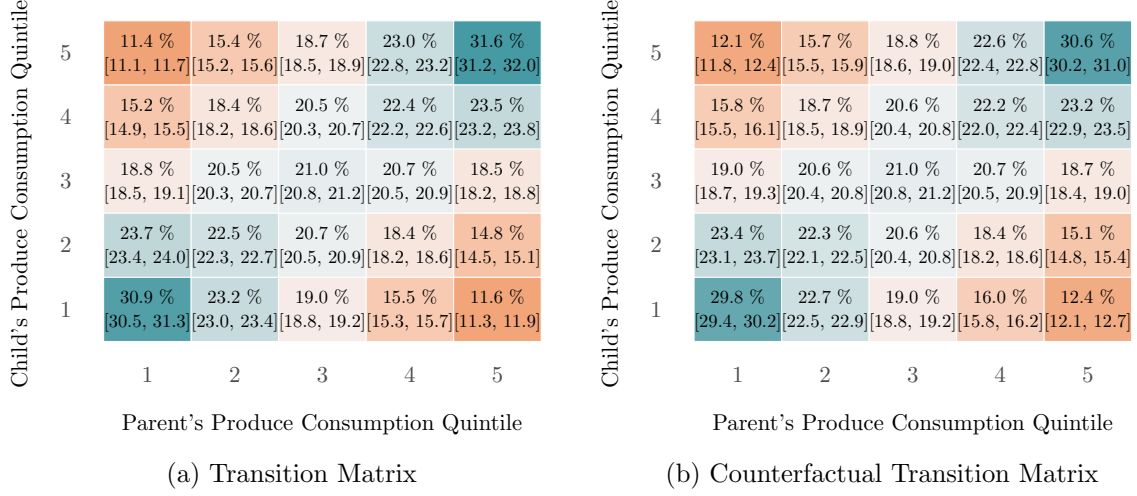 Child's Produce Consumption Quintile
5
11.4 % 15.4 % 18.7 % 23.0 % 31.6 %
[11.1, 11.7] [15.2, 15.6] [18.5, 18.9] [22.8, 23.2] [31.2, 32.0]
4
15.2 % 18.4 % 20.5 % 22.4 % 23.5 %
[14.9, 15.5] [18.2, 18.6] [20.3, 20.7] [22.2, 22.6] [23.2, 23.8]
3
18.8 % 20.5 % 21.0 % 20.7 % 18.5 %
[18.5, 19.1] [20.3, 20.7] [20.8, 21.2] [20.5, 20.9] [18.2, 18.8]
2
23.7 % 22.5 % 20.7 % 18.4 % 14.8 %
[23.4, 24.0] [22.3, 22.7] [20.5, 20.9] [18.2, 18.6] [14.5, 15.1]
1
30.9 % 23.2 % 19.0 % 15.5 % 11.6 %
[30.5, 31.3] [23.0, 23.4] [18.8, 19.2] [15.3, 15.7] [11.3, 11.9]
1 2 3 4 5
Parent's Produce Consumption Quintile
(a) Transition Matrix
Child's Produce Consumption Quintile
5
12.1 % 15.7 % 18.8 % 22.6 % 30.6 %
[11.8, 12.4] [15.5, 15.9] [18.6, 19.0] [22.4, 22.8] [30.2, 31.0]
4
15.8 % 18.7 % 20.6 % 22.2 % 23.2 %
[15.5, 16.1] [18.5, 18.9] [20.4, 20.8] [22.0, 22.4] [22.9, 23.5]
3
19.0 % 20.6 % 21.0 % 20.7 % 18.7 %
[18.7, 19.3] [20.4, 20.8] [20.8, 21.2] [20.5, 20.9] [18.4, 19.0]
2
23.4 % 22.3 % 20.6 % 18.4 % 15.1 %
[23.1, 23.7] [22.1, 22.5] [20.4, 20.8] [18.2, 18.6] [14.8, 15.4]
1
29.8 % 22.7 % 19.0 % 16.0 % 12.4 %
[29.4, 30.2] [22.5, 22.9] [18.8, 19.2] [15.8, 16.2] [12.1, 12.7]
1 2 3 4 5
Parent's Produce Consumption Quintile
(b) Counterfactual Transition Matrix